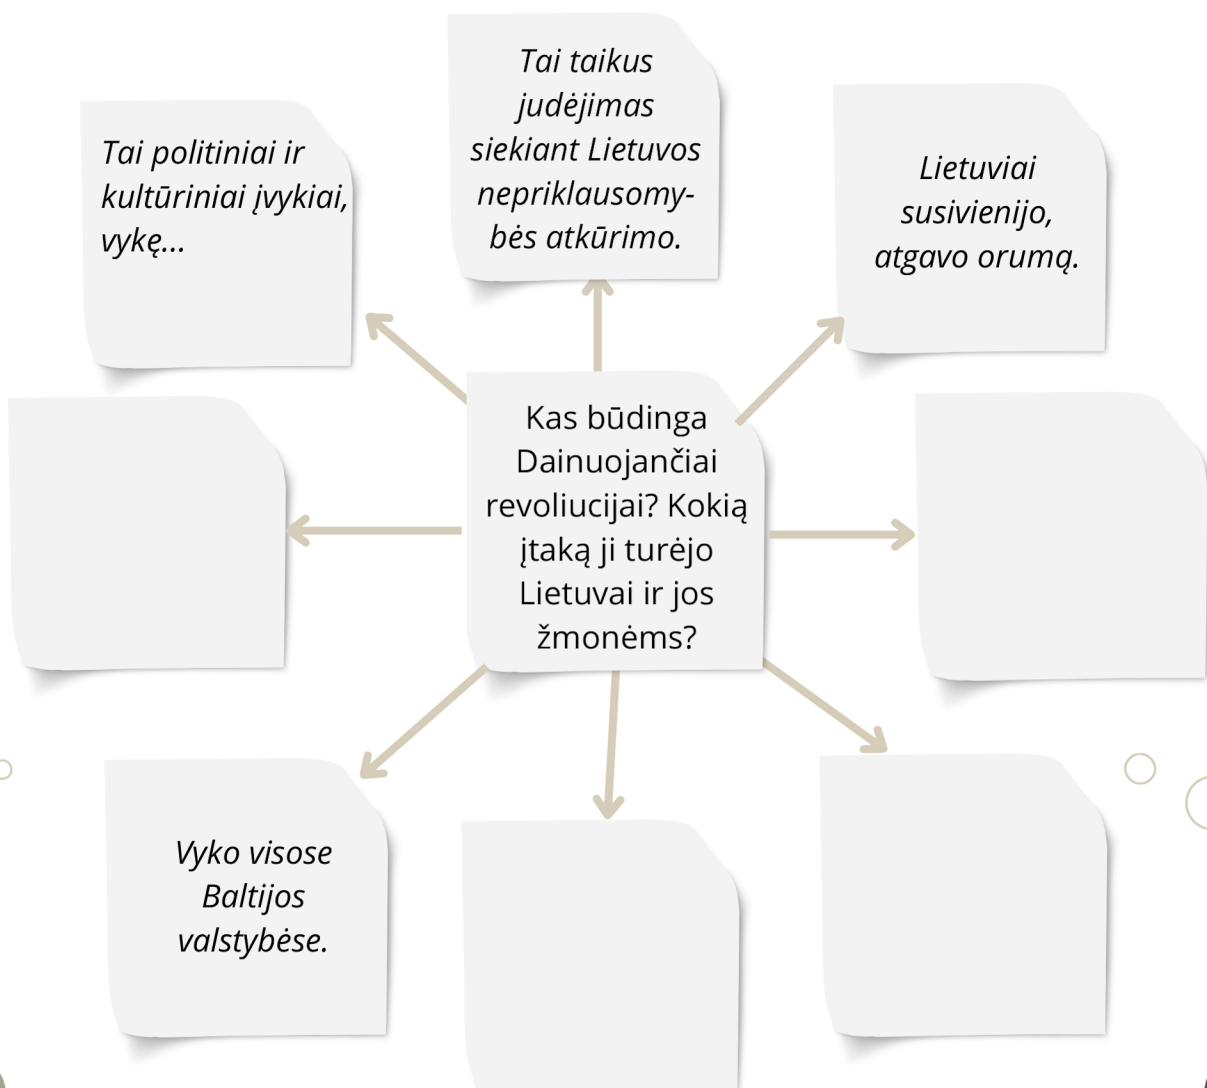 Tai politiniai ir
kultūriniai įvykiai,
vykę...
Tai taikus
judėjimas
siekiant Lietuvos
nepriklausomy-
bės atkūrimo.
Lietuviai
susivienijo,
atgavo orumą.
Kas būdinga
Dainuojančiai
revoliucijai? Kokią
įtaką ji turėjo
Lietuvai ir jos
žmonėms?
Vyko visose
Baltijos
valstybėse.